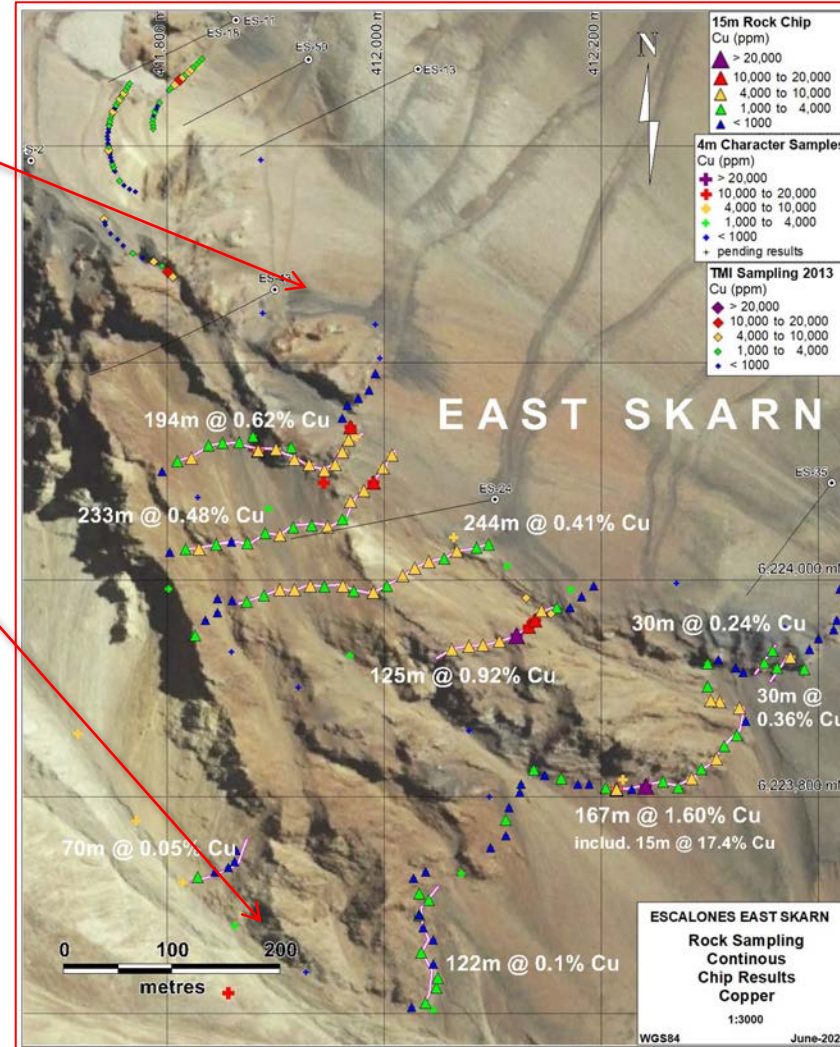 411,800 m
412,000 m
412,200 m
ES-11
ES-18
ES-50
ES-13
N
15m Rock Chip
Cu (ppm)
> 20,000
10,000 to 20,000
4,000 to 10,000
1,000 to 4,000
< 1000
4m Character Samples
Cu (ppm)
> 20,000
10,000 to 20,000
4,000 to 10,000
1,000 to 4,000
< 1000
pending results
TMI Sampling 2013
Cu (ppm)
> 20,000
10,000 to 20,000
4,000 to 10,000
1,000 to 4,000
< 1000
S-2
194m @ 0.62% Cu
EAST SKARN
ES-35
ES-24
233m @ 0.48% Cu
244m @ 0.41% Cu
6,224,000 mN
30m @ 0.24% Cu
125m @ 0.92% Cu
30m @
0.36% Cu
6,223,800 mN
167m @ 1.60% Cu
includ. 15m @ 17.4% Cu
70m @ 0.05% Cu
122m @ 0.1% Cu
0 100 200
metres
ESCALONES EAST SKARN
Rock Sampling
Continous
Chip Results
Copper
1:3000
WGS84 June-202